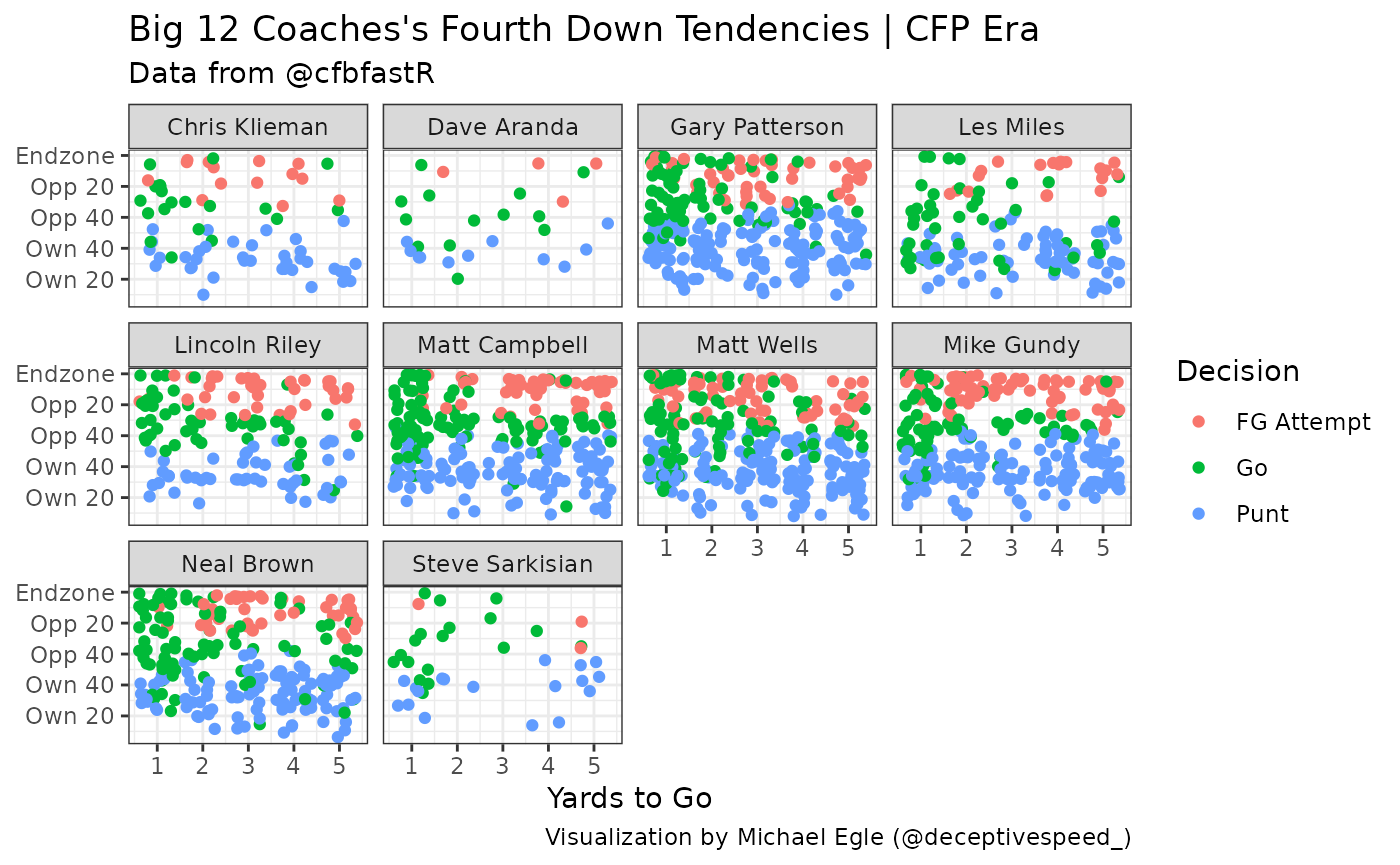 Big 12 Coaches's Fourth Down Tendencies | CFP Era
Data from @cfbfastR
Chris Klieman
Dave Aranda
Gary Patterson
Les Miles
Endzone
Opp 20
Opp 40
Own 40
Own 20
Lincoln Riley
Matt Campbell
Matt Wells
Mike Gundy
Endzone
Opp 20
Opp 40
Own 40
Own 20
1 2 3 4 5
1 2 3 4 5
Neal Brown
Steve Sarkisian
Endzone
Opp 20
Opp 40
Own 40
Own 20
1 2 3 4 5
1 2 3 4 5
Yards to Go
Visualization by Michael Egle (@deceptivespeed_)
Decision
FG Attempt
Go
Punt